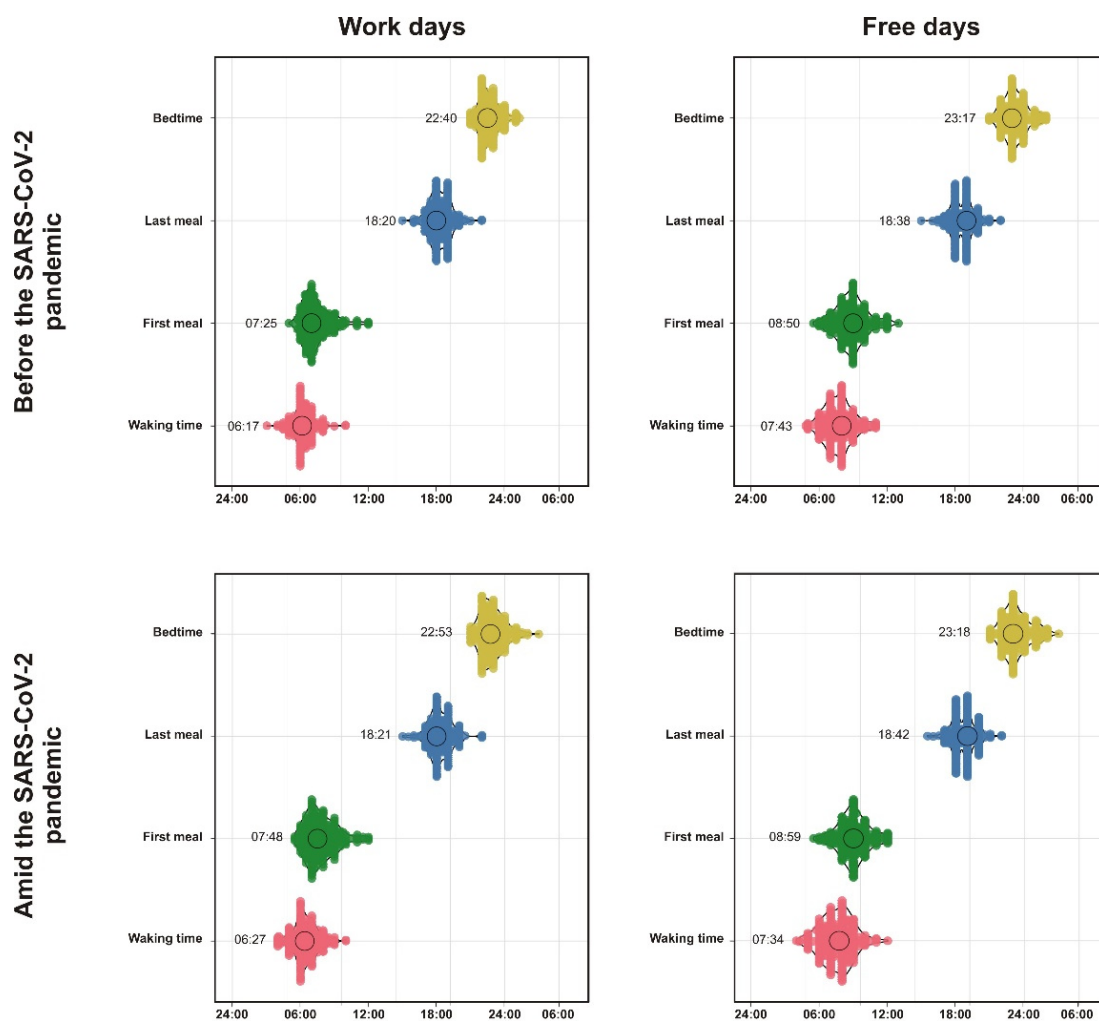 Work days
Free days
Before the SARS-CoV-2
pandemic
Bedtime
22:40
Last meal
18:20
First meal
07:25
Waking time
06:17
24:00 06:00 12:00 18:00 24:00 06:00
Bedtime
23:17
Last meal
18:38
First meal
08:50
Waking time
07:43
24:00 06:00 12:00 18:00 24:00 06:00
Amid the SARS-CoV-2
pandemic
Bedtime
22:53
Last meal
18:21
First meal
07:48
Waking time
06:27
24:00 06:00 12:00 18:00 24:00 06:00
Bedtime
23:18
Last meal
18:42
First meal
08:59
Waking time
07:34
24:00 06:00 12:00 18:00 24:00 06:00